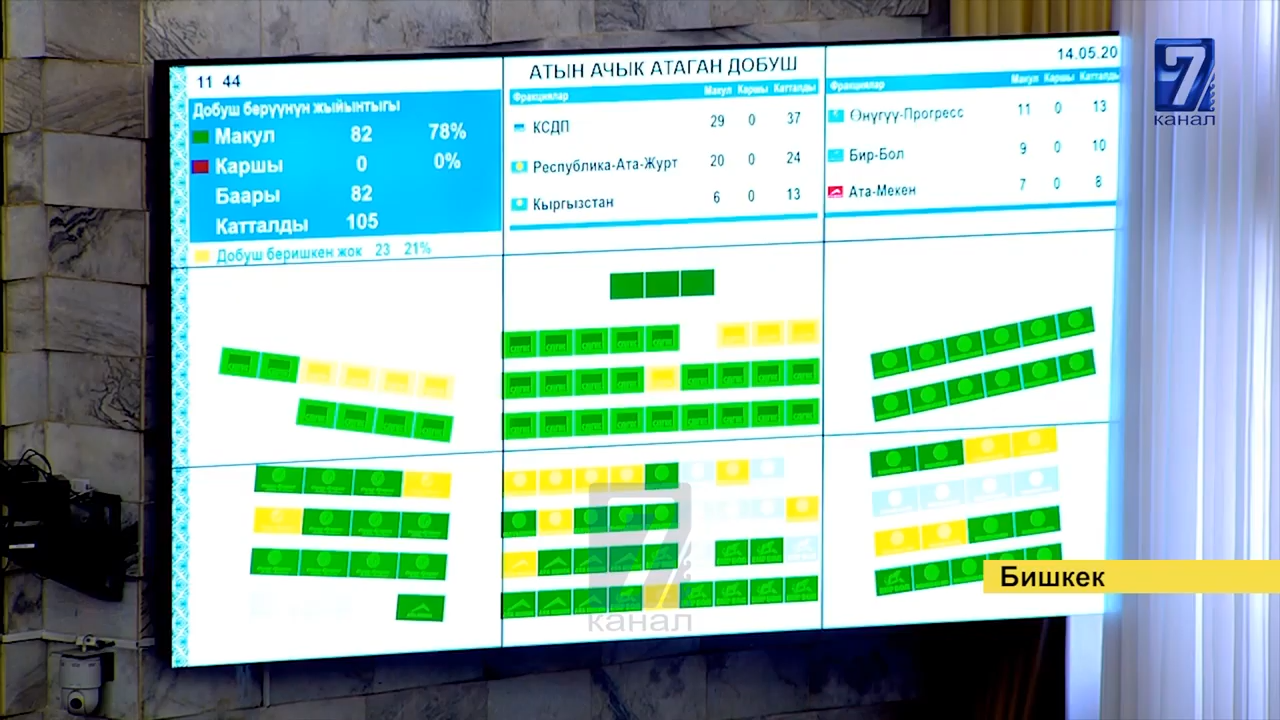 11 44
АТЫН АЧЫК АТАГАН ДОБУШ
14.05.20
7
канал
Добуш берүүнүн жыйынтыгы
Макул 82 78%
Каршы 0 0%
Баары 82
Катталды 105
Добуш беришкен жок 23 21%
Фракциялар Макул Каршы Катталды
КСДП 29 0 37
Республика-Ата-Журт 20 0 24
Кыргызстан 6 0 13
Фракциялар Макул Каршы Катталды
Өнүгүү-Прогресс 11 0 13
Бир-Бол 9 0 10
Ата-Мекен 7 0 8
7
канал
Бишкек